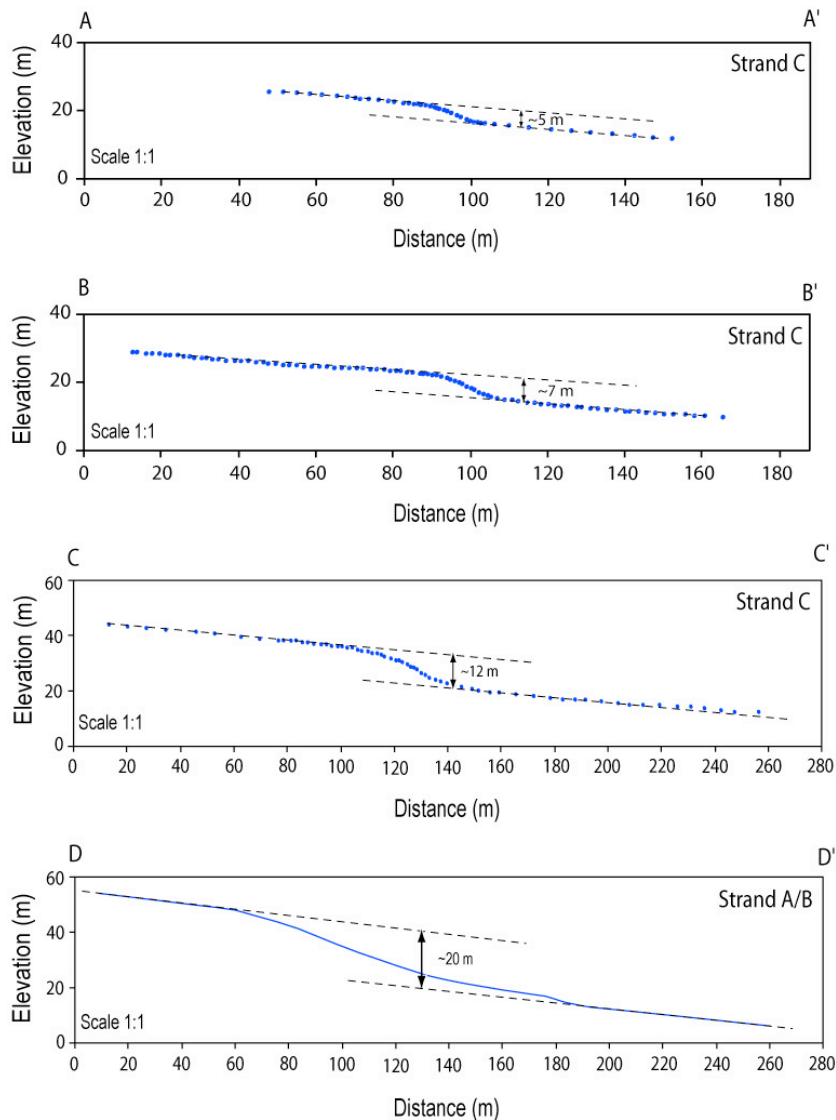 A A'
Elevation (m)
40
20
0
Strand C
~5 m
Scale 1:1
0 20 40 60 80 100 120 140 160 180
Distance (m)
B B'
Elevation (m)
40
20
0
Strand C
~7 m
Scale 1:1
0 20 40 60 80 100 120 140 160 180
Distance (m)
C C'
Elevation (m)
60
40
20
0
Strand C
~12 m
Scale 1:1
0 20 40 60 80 100 120 140 160 180 200 220 240 260 280
Distance (m)
D D'
Elevation (m)
60
40
20
0
Strand A/B
~20 m
Scale 1:1
0 20 40 60 80 100 120 140 160 180 200 220 240 260 280
Distance (m)